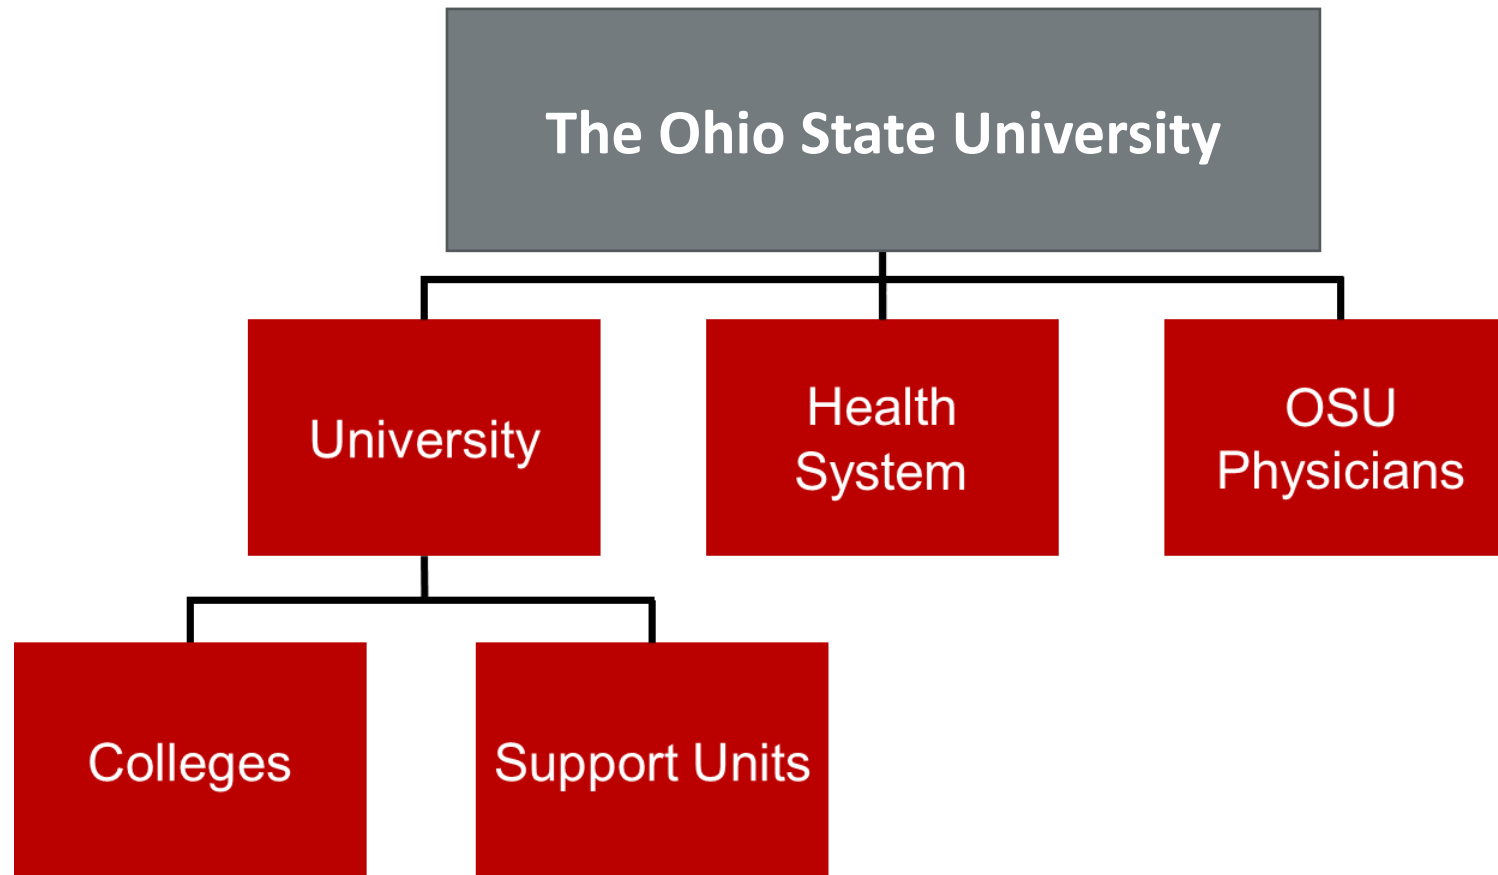 The Ohio State University
University
Health
System
OSU
Physicians
Colleges
Support Units